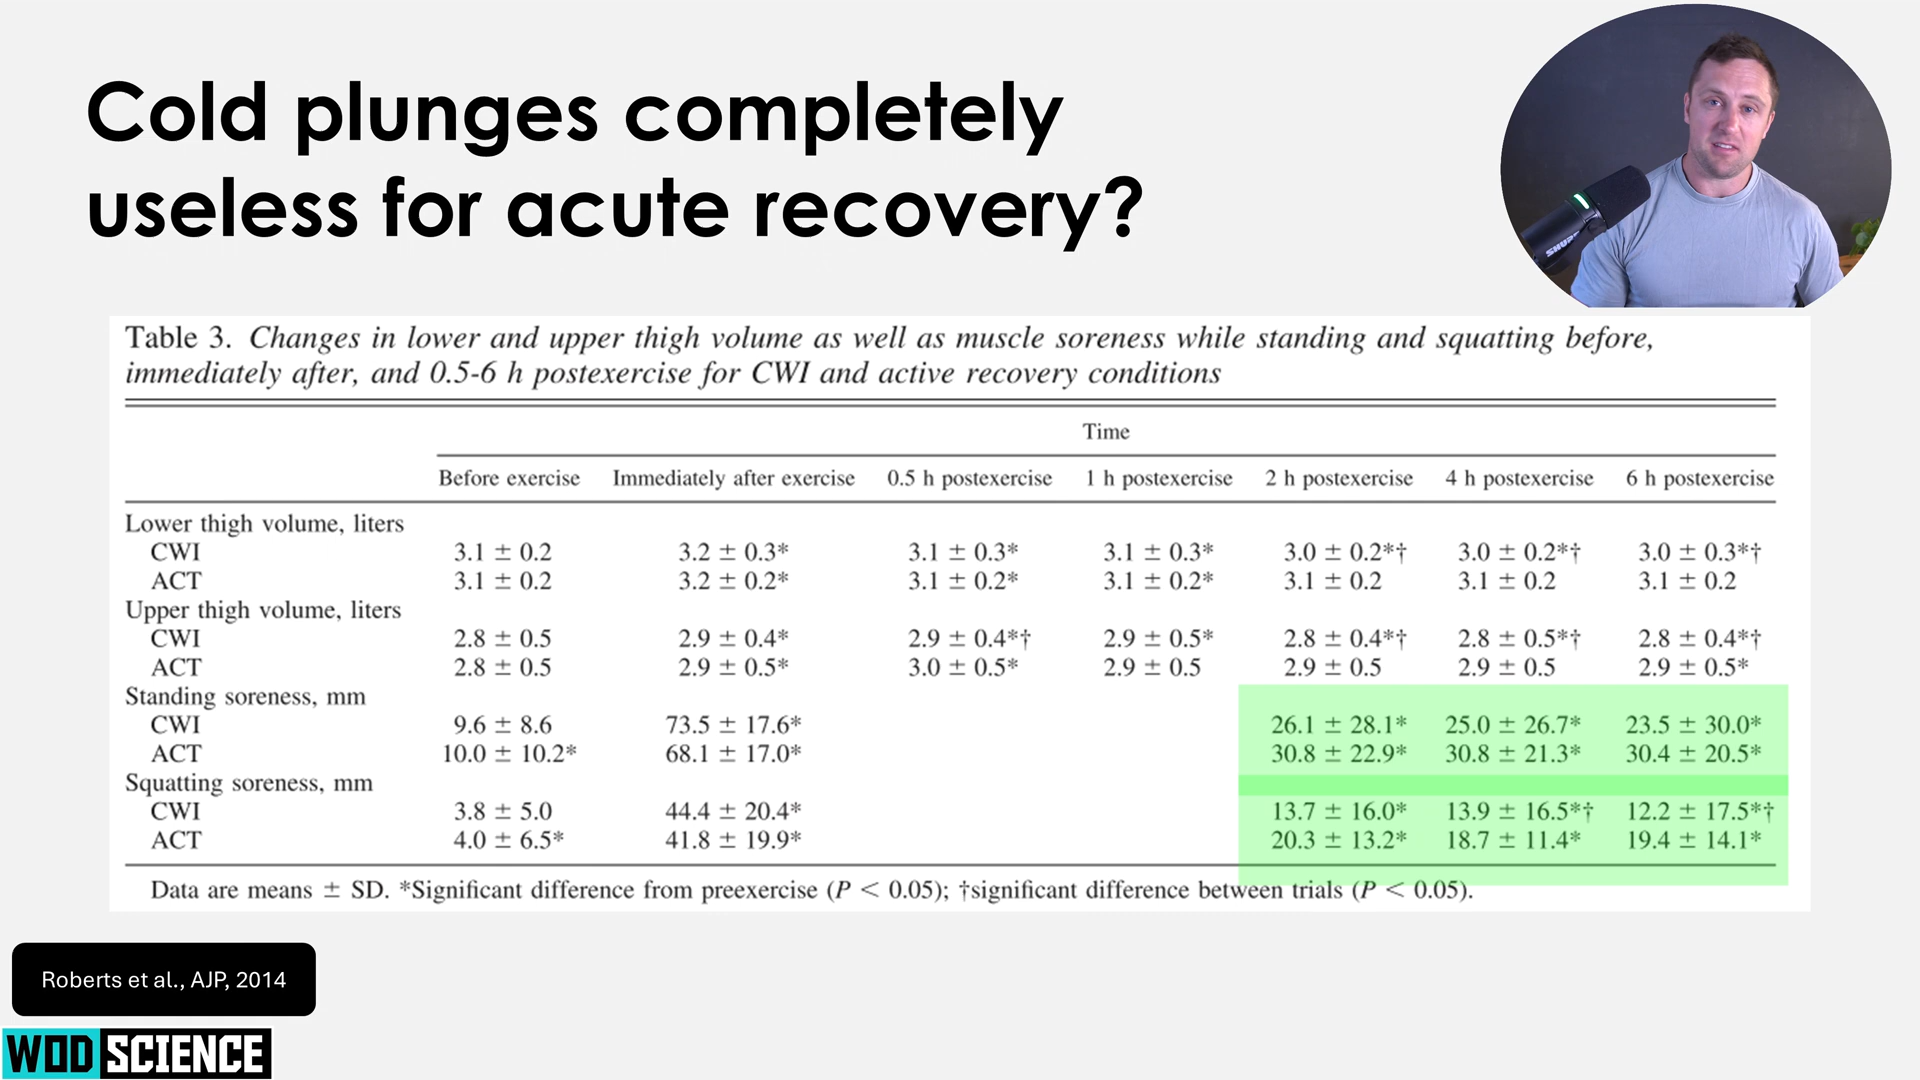 Cold plunges completely
useless for acute recovery?
SHURE
Table 3. Changes in lower and upper thigh volume as well as muscle soreness while standing and squatting before,
immediately after, and 0.5-6 h postexercise for CWI and active recovery conditions
Time
Before exercise Immediately after exercise 0.5 h postexercise 1 h postexercise 2 h postexercise 4 h postexercise 6 h postexercise
Lower thigh volume, liters
CWI 3.1 ± 0.2 3.2 ± 0.3* 3.1 ± 0.3* 3.1 ± 0.3* 3.0 ± 0.2*† 3.0 ± 0.2*† 3.0 ± 0.3*†
ACT 3.1 ± 0.2 3.2 ± 0.2* 3.1 ± 0.2* 3.1 ± 0.2* 3.1 ± 0.2 3.1 ± 0.2 3.1 ± 0.2
Upper thigh volume, liters
CWI 2.8 ± 0.5 2.9 ± 0.4* 2.9 ± 0.4*† 2.9 ± 0.5* 2.8 ± 0.4*† 2.8 ± 0.5*† 2.8 ± 0.4*†
ACT 2.8 ± 0.5 2.9 ± 0.5* 3.0 ± 0.5* 2.9 ± 0.5 2.9 ± 0.5 2.9 ± 0.5 2.9 ± 0.5*
Standing soreness, mm
CWI 9.6 ± 8.6 73.5 ± 17.6* 26.1 ± 28.1* 25.0 ± 26.7* 23.5 ± 30.0*
ACT 10.0 ± 10.2* 68.1 ± 17.0* 30.8 ± 22.9* 30.8 ± 21.3* 30.4 ± 20.5*
Squatting soreness, mm
CWI 3.8 ± 5.0 44.4 ± 20.4* 13.7 ± 16.0* 13.9 ± 16.5*† 12.2 ± 17.5*†
ACT 4.0 ± 6.5* 41.8 ± 19.9* 20.3 ± 13.2* 18.7 ± 11.4* 19.4 ± 14.1*
Data are means ± SD. *Significant difference from preexercise (P < 0.05); †significant difference between trials (P < 0.05).
Roberts et al., AJP, 2014
WOD SCIENCE